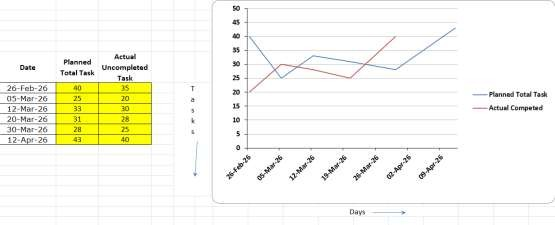 Date Planned Total Task Actual Uncompleted Task
26-Feb-26 40 35
05-Mar-26 25 20
12-Mar-26 33 30
20-Mar-26 31 28
30-Mar-26 28 25
12-Apr-26 43 40
Tasks
50
45
40
35
30
25
20
15
10
5
0
26-Feb-26 05-Mar-26 12-Mar-26 19-Mar-26 26-Mar-26 02-Apr-26 09-Apr-26
Planned Total Task
Actual Competed
Days